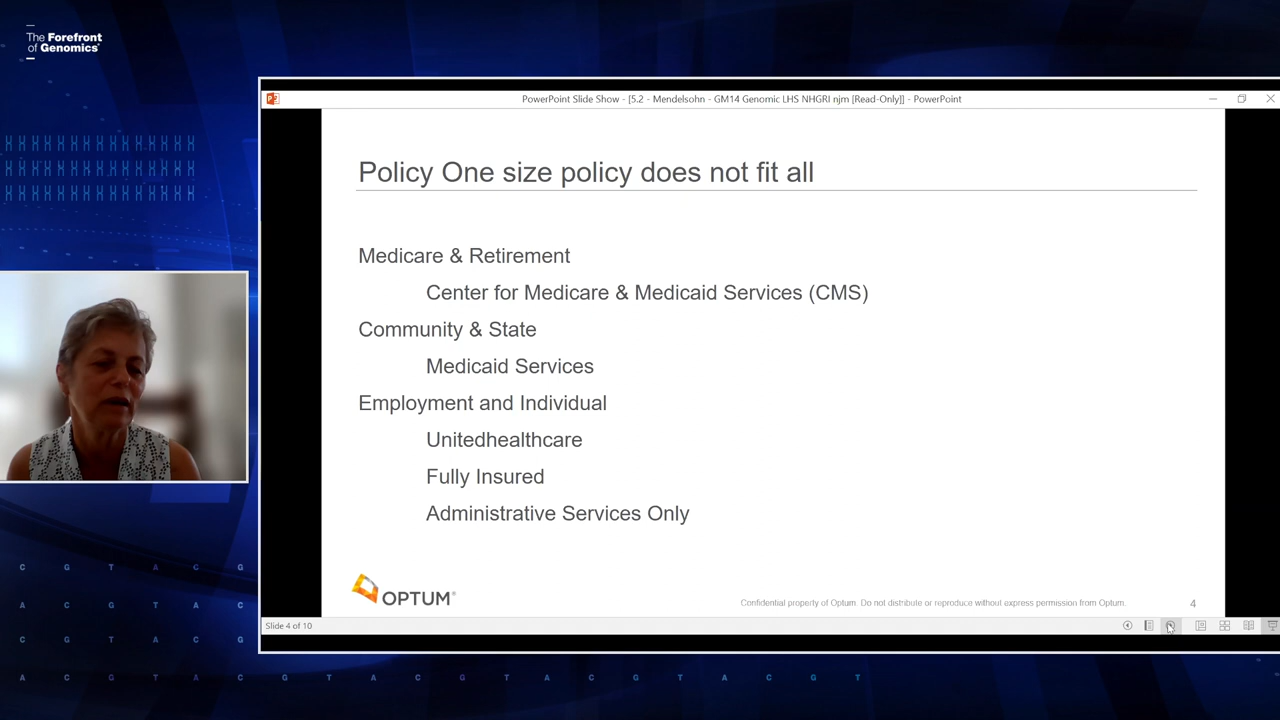 The Forefront
of Genomics®
PowerPoint Slide Show - [5.2 - Mendelsohn - GM14 Genomic LHS NHGRI njm [Read-Only]] - PowerPoint
Policy One size policy does not fit all
Medicare & Retirement
Center for Medicare & Medicaid Services (CMS)
Community & State
Medicaid Services
Employment and Individual
Unitedhealthcare
Fully Insured
Administrative Services Only
OPTUM®
Confidential property of Optum. Do not distribute or reproduce without express permission from Optum.
4
Slide 4 of 10
C G T A C G
A C G T A C
C G T A C G
A C G T A C G T A C G T A C G T A C G T